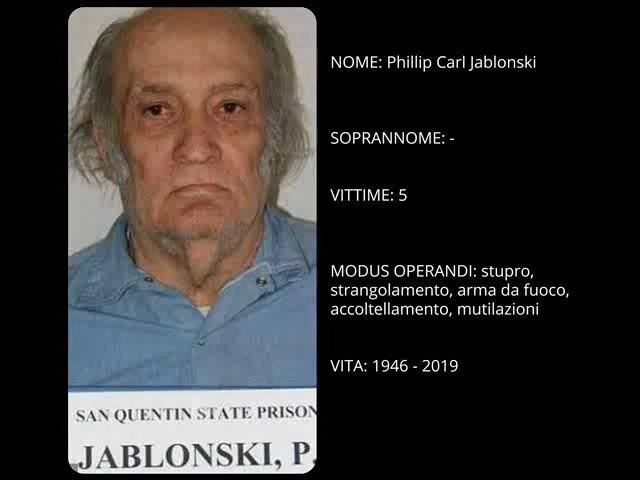 NOME: Phillip Carl Jablonski
SOPRANNOME: -
VITTIME: 5
MODUS OPERANDI: stupro,
strangolamento, arma da fuoco,
accoltellamento, mutilazioni
VITA: 1946 - 2019
SAN QUENTIN STATE PRISON
JABLONSKI, P.